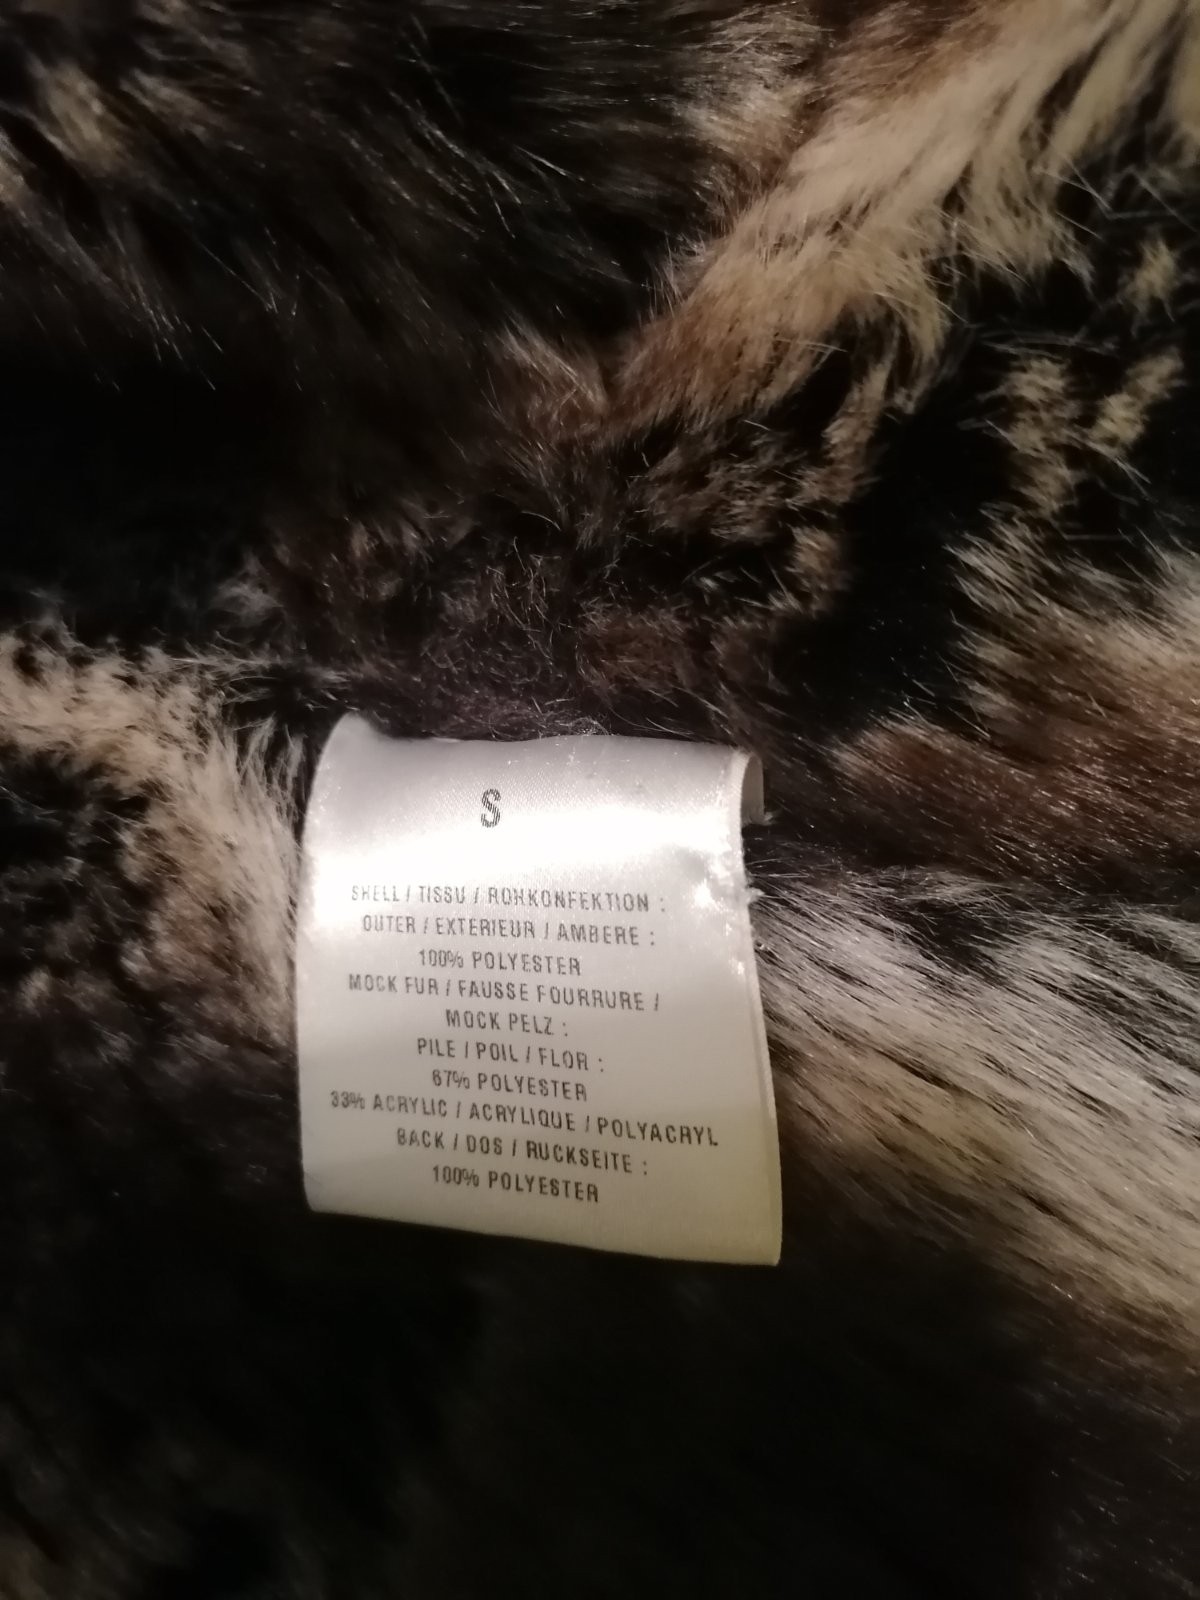 S
SHELL / TISSU / ROHKONFEKTION :
OUTER / EXTERIEUR / AMBERE :
100% POLYESTER
MOCK FUR / FAUSSE FOURRURE /
MOCK PELZ :
PILE / POIL / FLOR :
67% POLYESTER
33% ACRYLIC / ACRYLIQUE / POLYACRYL
BACK / DOS / RUCKSEITE :
100% POLYESTER